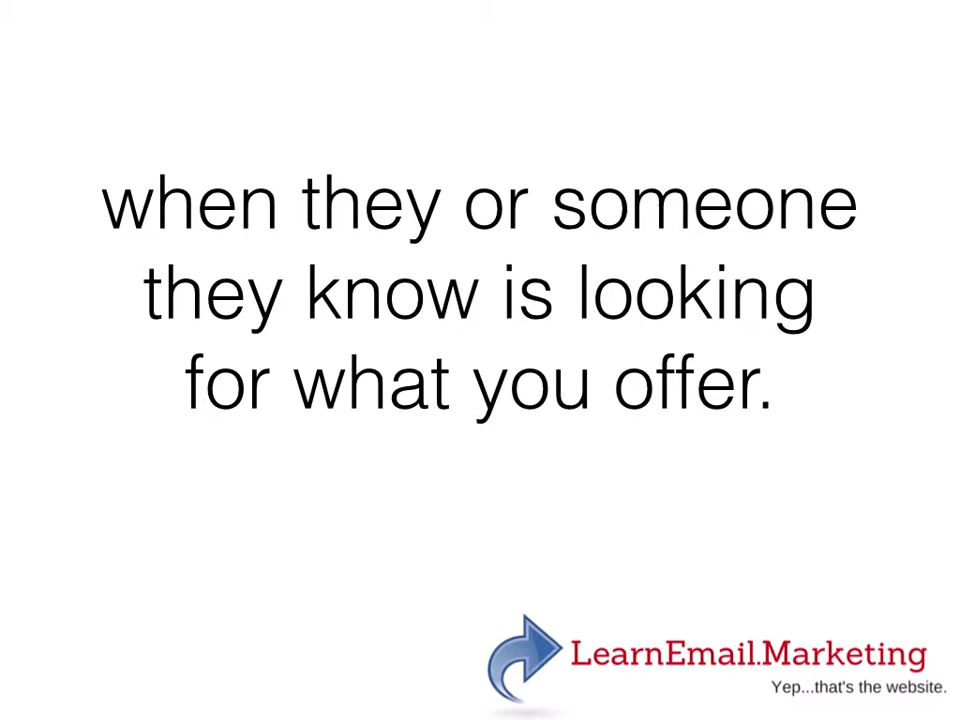 when they or someone
they know is looking
for what you offer.
LearnEmail.Marketing
Yep...that's the website.